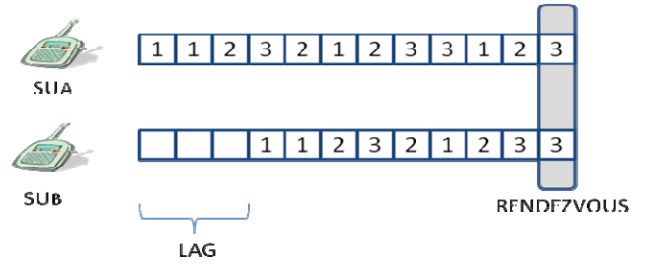 1 1 2 3 2 1 2 3 3 1 2 3
SUA
1 1 2 3 2 1 2 3 3
SUB
RENDEZVOUS
LAG